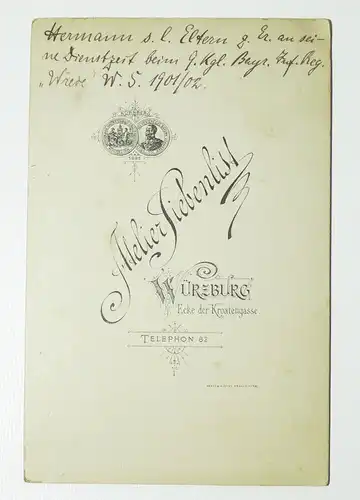 Hermann s. l. Eltern z. Er. an sei-
ne Dienstzeit beim 9. Kgl. Bayr. Inf. Reg.
„Wrede" W. S. 1901/02.
NÜRNBERG
Atelier Siebenlist
WÜRZBURG
Ecke der Kroatengasse
TELEPHON 82